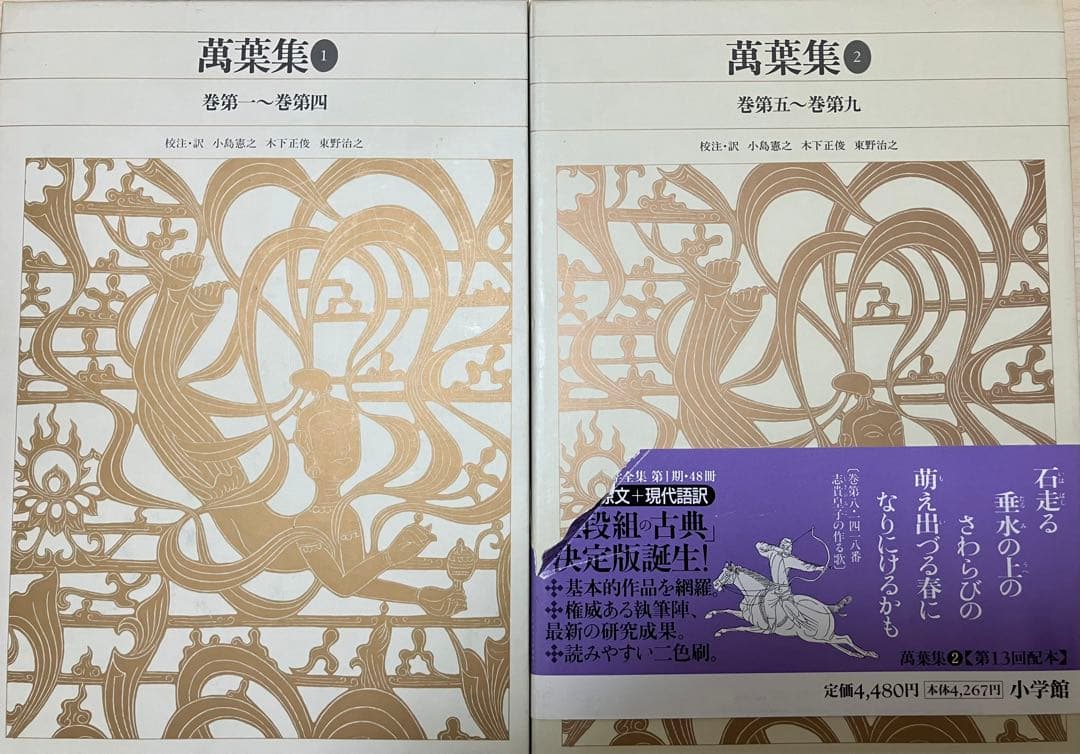 萬葉集 1
巻第一〜巻第四
校注・訳 小島憲之 木下正俊 東野治之
萬葉集 2
巻第五〜巻第九
校注・訳 小島憲之 木下正俊 東野治之
石走る
垂水の上の
さわらびの
萌え出づる春に
なりにけるかも
〔巻第八・一四一八番
志貴皇子の作る歌〕
全集 第1期・48冊
原文+現代語訳
段組の古典」
決定版誕生!
基本的作品を網羅。
権威ある執筆陣、
最新の研究成果。
読みやすい二色刷。
萬葉集❷【第13回配本】
定価4,480円 本体4,267円 小学館